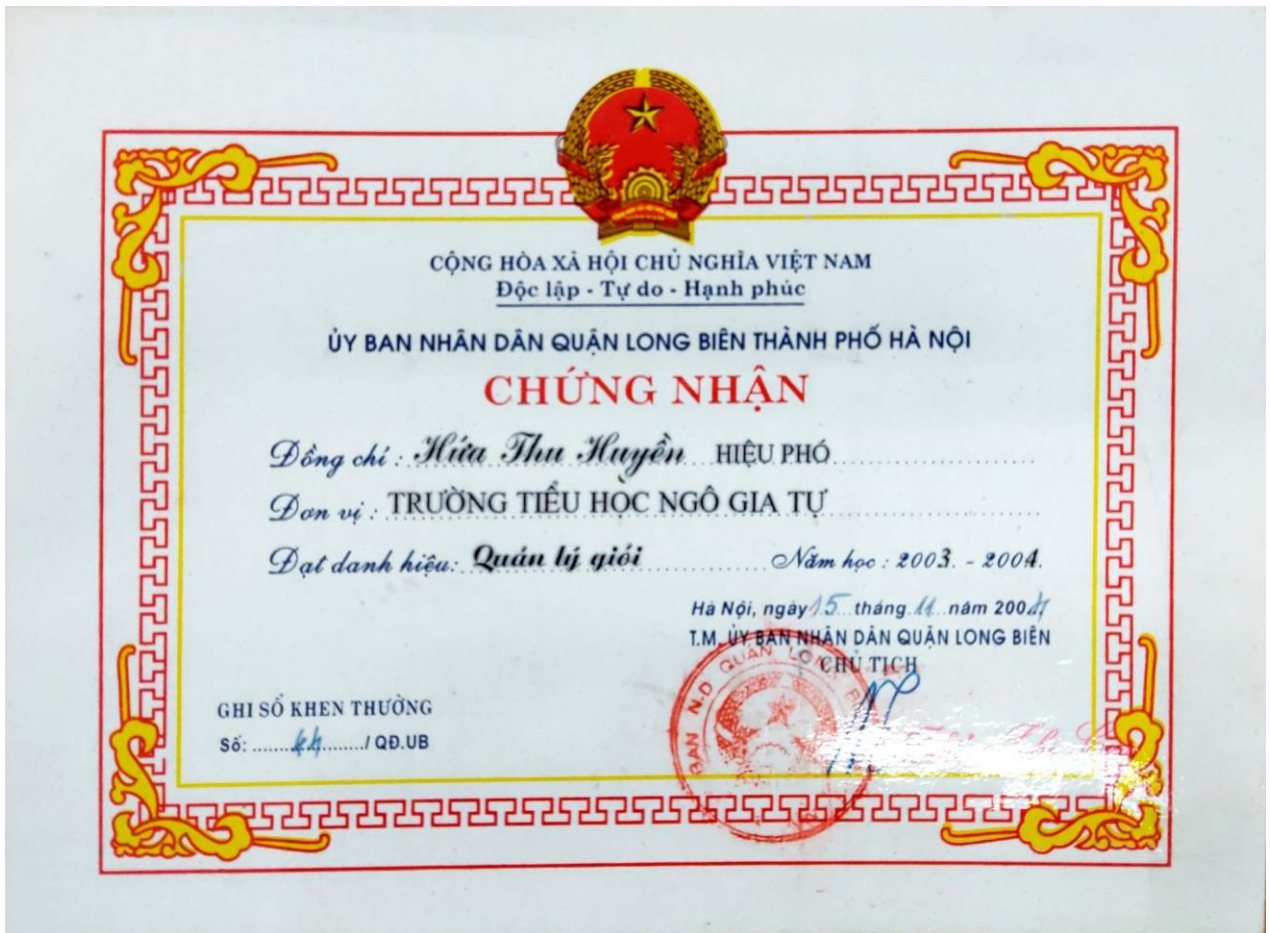 CỘNG HÒA XÃ HỘI CHỦ NGHĨA VIỆT NAM
Độc lập - Tự do - Hạnh phúc
ỦY BAN NHÂN DÂN QUẬN LONG BIÊN THÀNH PHỐ HÀ NỘI
CHỨNG NHẬN
Đồng chí : Hứa Thu Huyền HIỆU PHÓ
Đơn vị : TRƯỜNG TIỂU HỌC NGÔ GIA TỰ
Đạt danh hiệu: Quản lý giỏi Năm học : 2003. - 2004.
Hà Nội, ngày 15 tháng 11 năm 2004
T.M. ỦY BAN NHÂN DÂN QUẬN LONG BIÊN
CHỦ TỊCH
GHI SỔ KHEN THƯỞNG
Số: ......44....../ QĐ.UB
BAN N.D QUẬN LONG